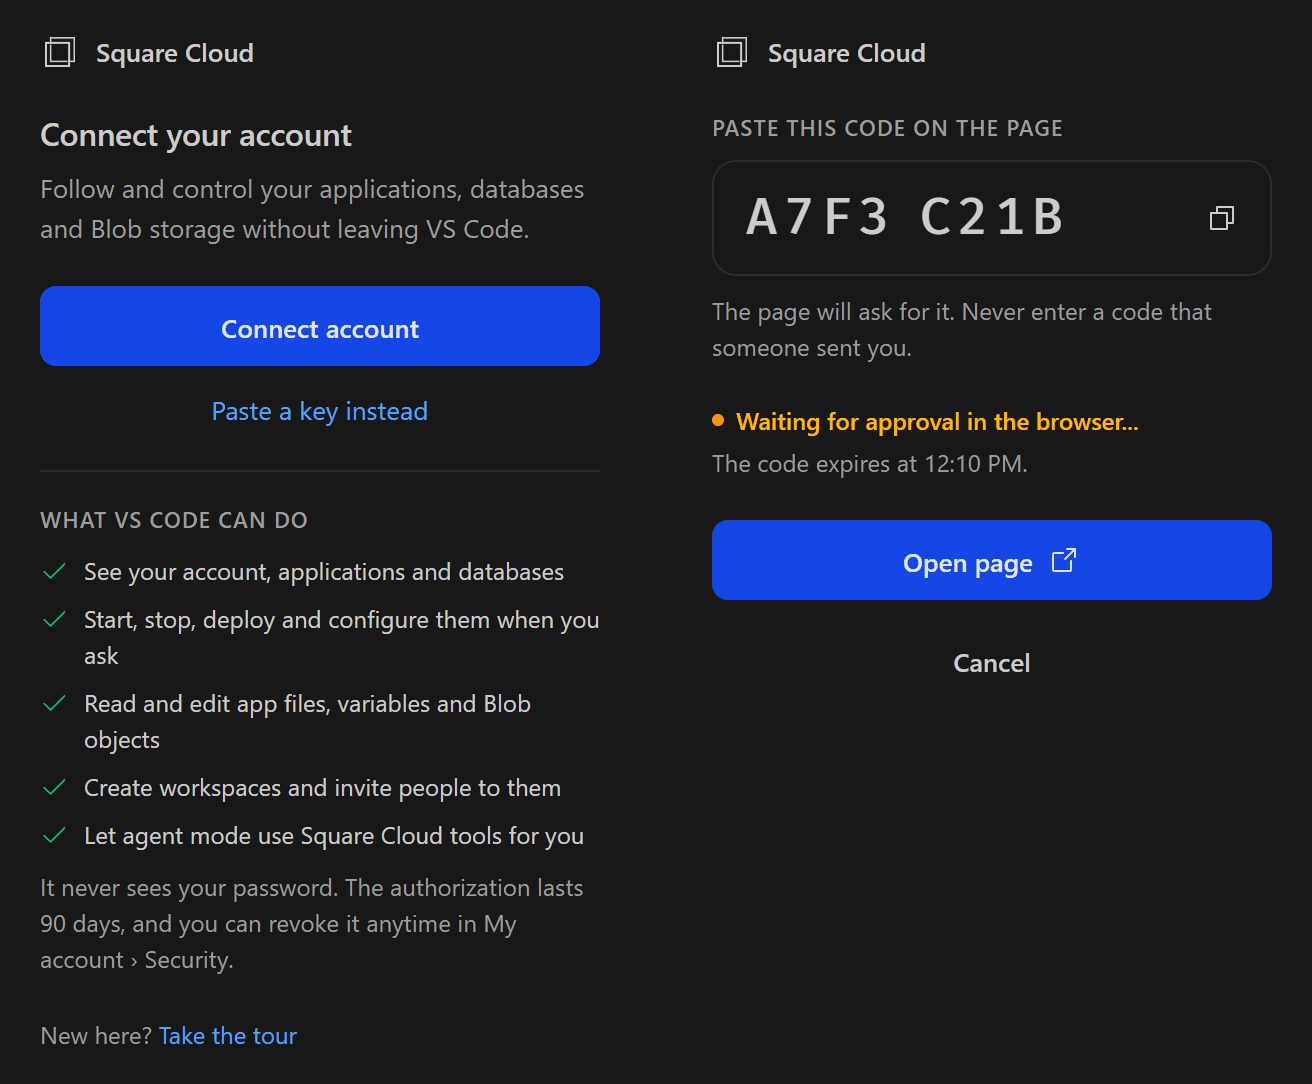 Square Cloud
Connect your account
Follow and control your applications, databases
and Blob storage without leaving VS Code.
Connect account
Paste a key instead
WHAT VS CODE CAN DO
See your account, applications and databases
Start, stop, deploy and configure them when you
ask
Read and edit app files, variables and Blob
objects
Create workspaces and invite people to them
Let agent mode use Square Cloud tools for you
It never sees your password. The authorization lasts
90 days, and you can revoke it anytime in My
account › Security.
New here? Take the tour
Square Cloud
PASTE THIS CODE ON THE PAGE
A7F3 C21B
The page will ask for it. Never enter a code that
someone sent you.
Waiting for approval in the browser...
The code expires at 12:10 PM.
Open page
Cancel